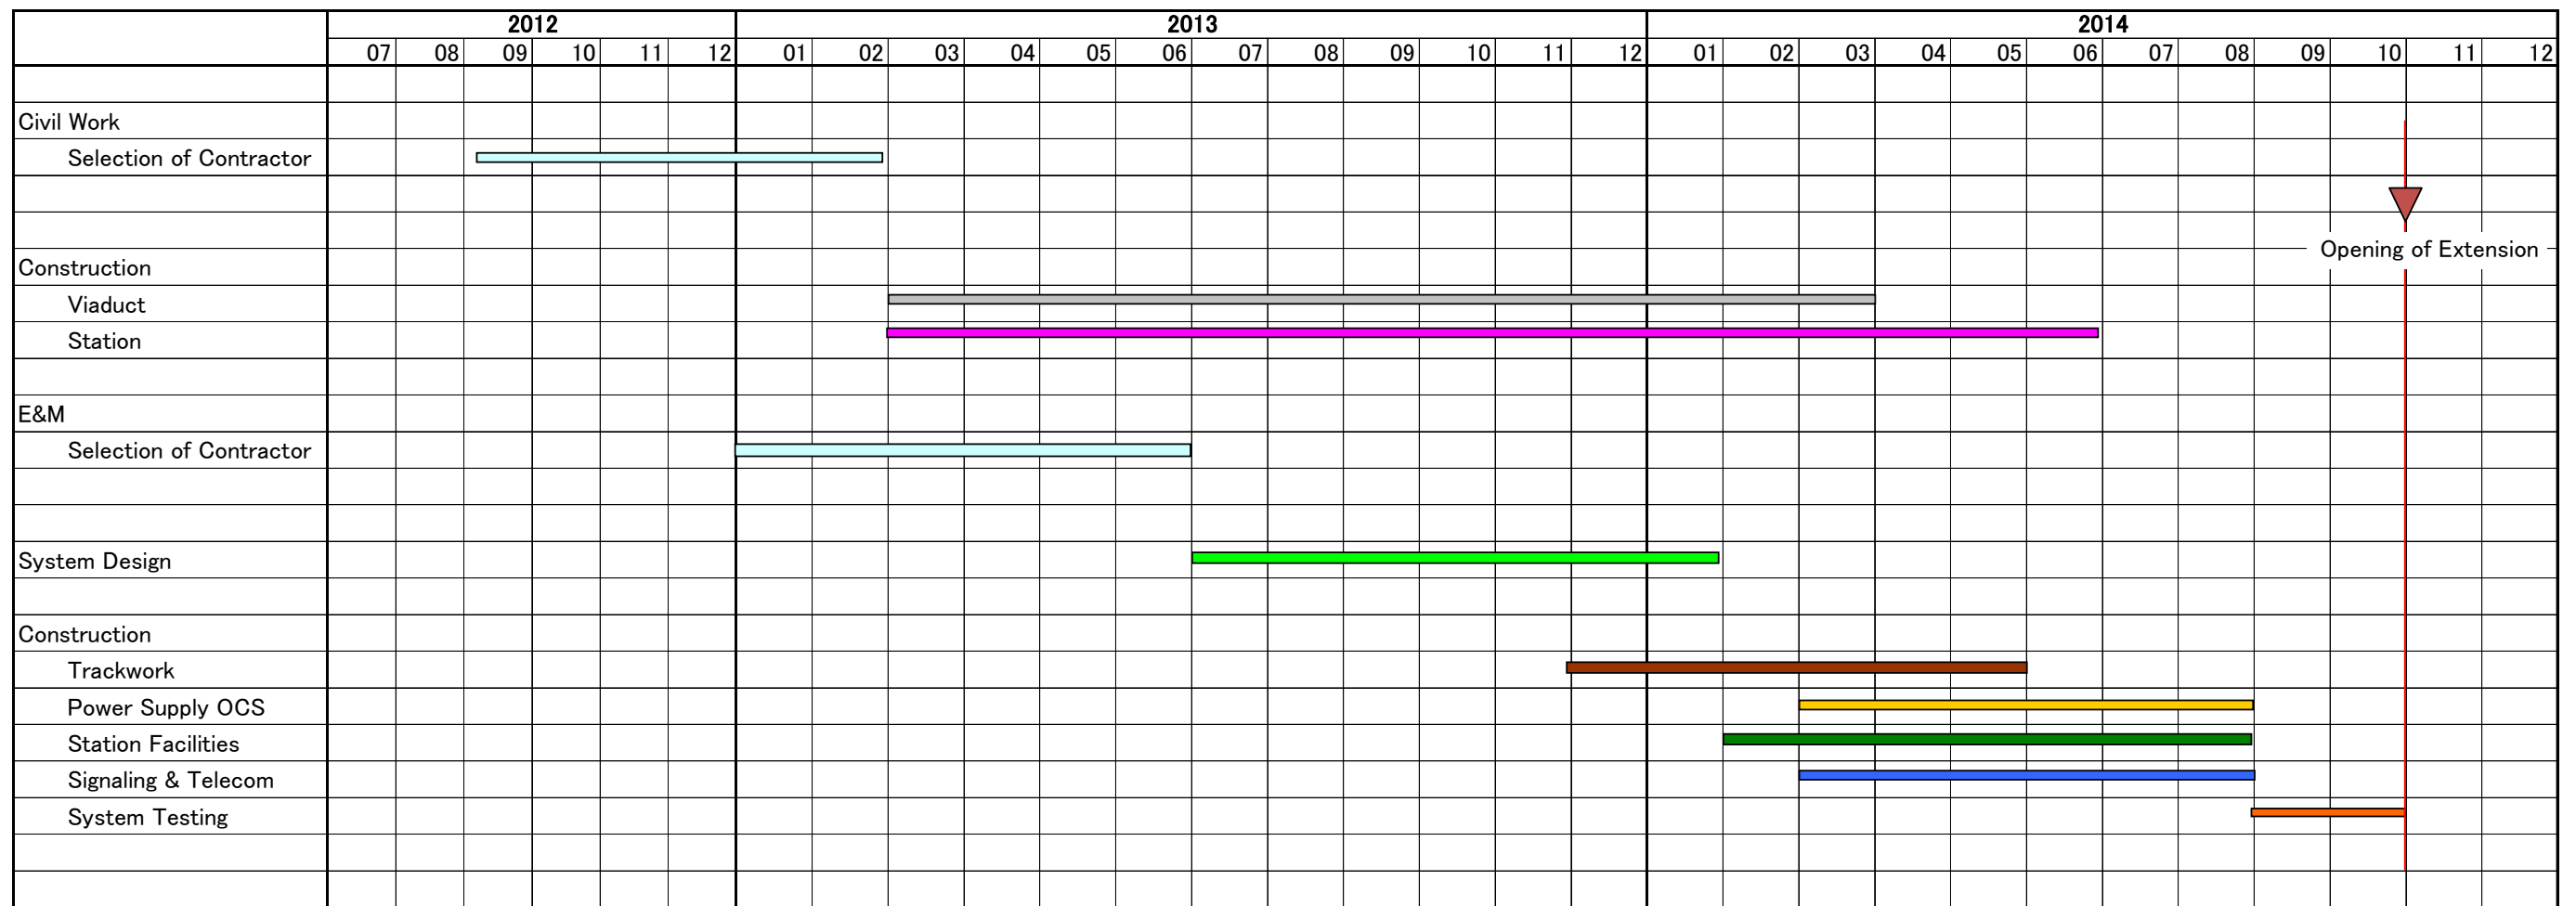 2012 2013 2014
07 08 09 10 11 12 01 02 03 04 05 06 07 08 09 10 11 12 01 02 03 04 05 06 07 08 09 10 11 12
Civil Work
Selection of Contractor
Opening of Extension
Construction
Viaduct
Station
E&M
Selection of Contractor
System Design
Construction
Trackwork
Power Supply OCS
Station Facilities
Signaling & Telecom
System Testing